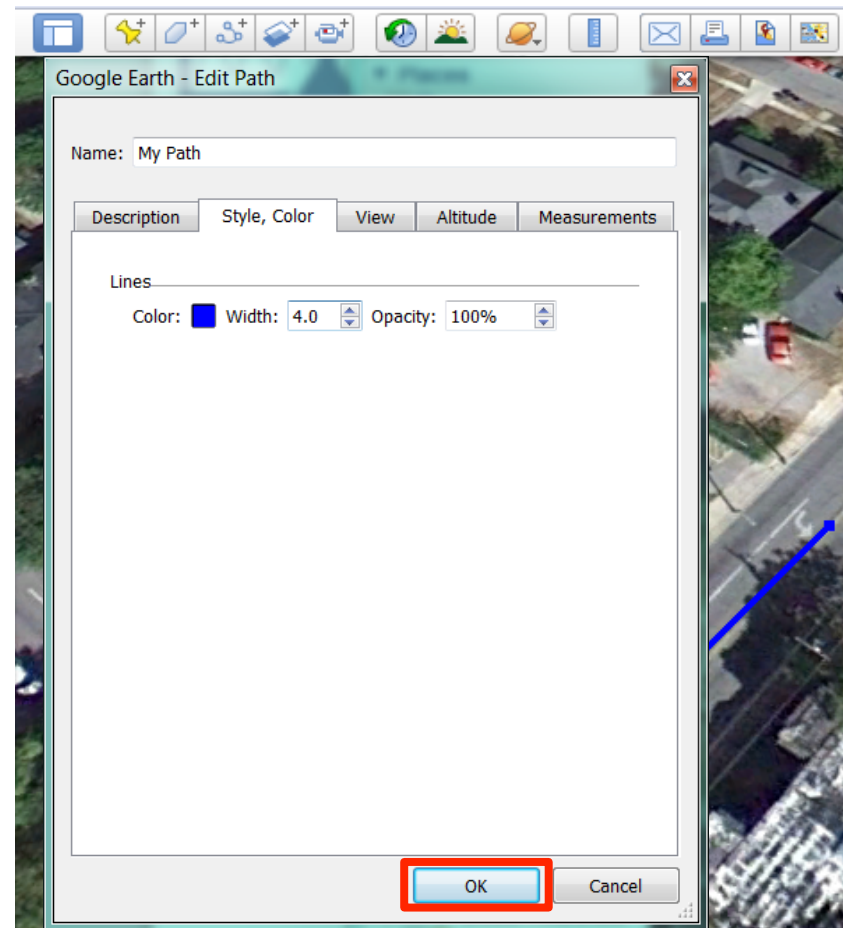 Google Earth - Edit Path
Name: My Path
Description Style, Color View Altitude Measurements
Lines
Color: Width: 4.0 Opacity: 100%
OK Cancel